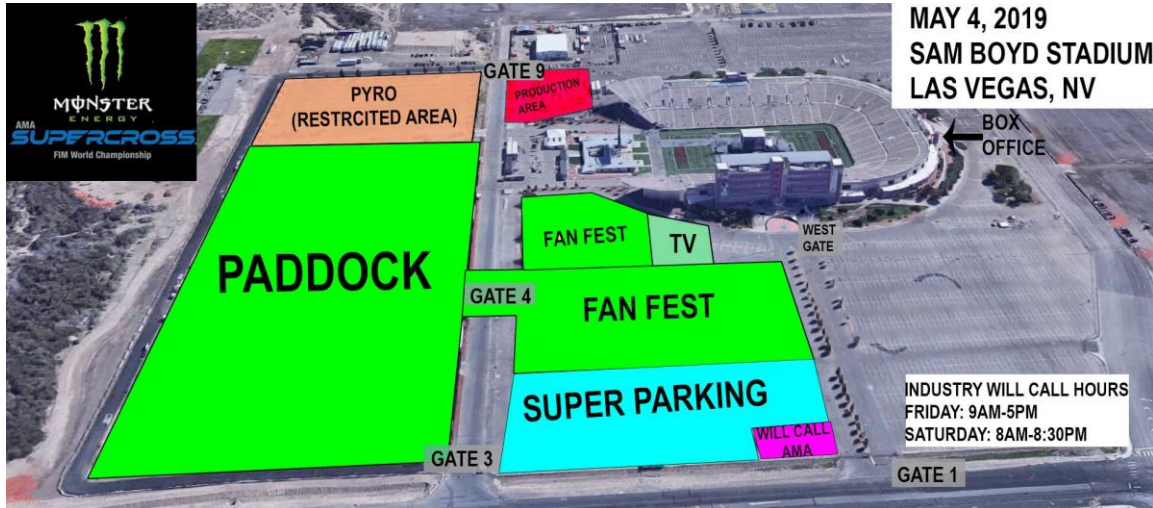 MONSTER
ENERGY
AMA
SUPERCROSS
FIM World Championship
MAY 4, 2019
SAM BOYD STADIUM
LAS VEGAS, NV
BOX
OFFICE
GATE 9
PYRO
(RESTRCITED AREA)
PRODUCTION
AREA
PADDOCK
FAN FEST
TV
WEST
GATE
GATE 4
FAN FEST
SUPER PARKING
WILL CALL
AMA
INDUSTRY WILL CALL HOURS
FRIDAY: 9AM-5PM
SATURDAY: 8AM-8:30PM
GATE 3
GATE 1